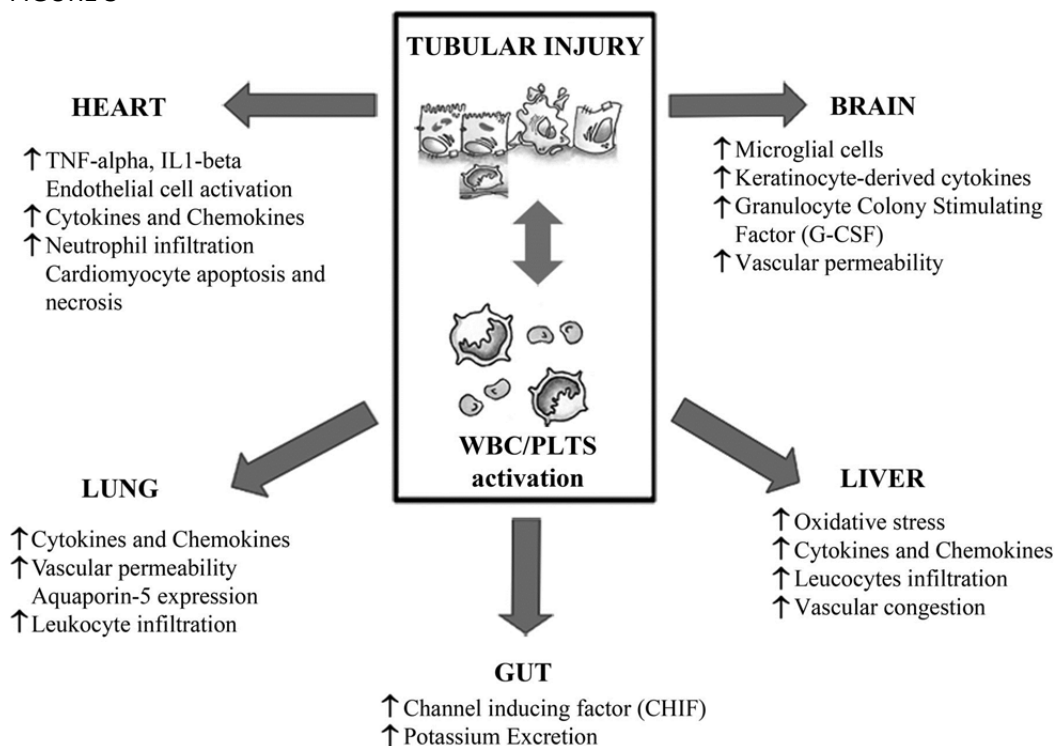 TUBULAR INJURY
WBC/PLTS
activation
HEART
↑ TNF-alpha, IL1-beta
Endothelial cell activation
↑ Cytokines and Chemokines
↑ Neutrophil infiltration
Cardiomyocyte apoptosis and
necrosis
BRAIN
↑ Microglial cells
↑ Keratinocyte-derived cytokines
↑ Granulocyte Colony Stimulating
Factor (G-CSF)
↑ Vascular permeability
LUNG
↑ Cytokines and Chemokines
↑ Vascular permeability
Aquaporin-5 expression
↑ Leukocyte infiltration
LIVER
↑ Oxidative stress
↑ Cytokines and Chemokines
↑ Leucocytes infiltration
↑ Vascular congestion
GUT
↑ Channel inducing factor (CHIF)
↑ Potassium Excretion